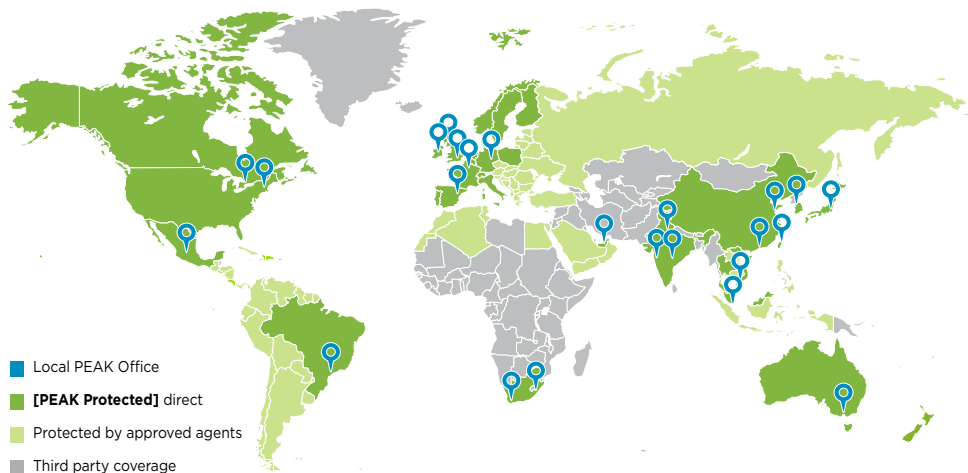 Local PEAK Office
[PEAK Protected] direct
Protected by approved agents
Third party coverage